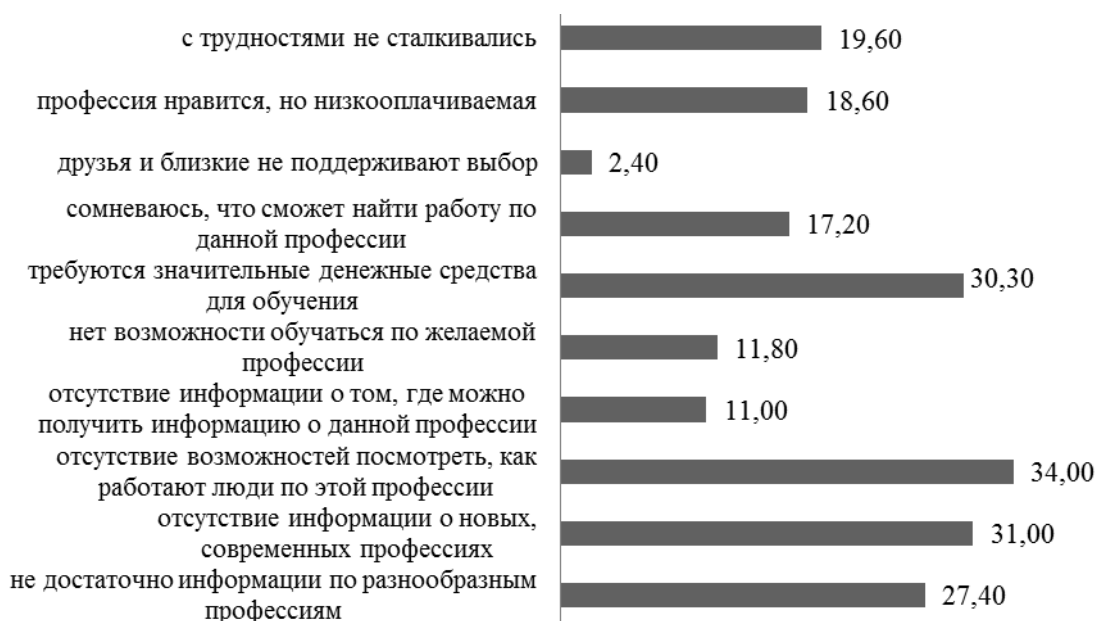 с трудностями не сталкивались
19,60
профессия нравится, но низкооплачиваемая
18,60
друзья и близкие не поддерживают выбор
2,40
сомневаюсь, что сможет найти работу по
данной профессии
17,20
требуются значительные денежные средства
для обучения
30,30
нет возможности обучаться по желаемой
профессии
11,80
отсутствие информации о том, где можно
получить информацию о данной профессии
11,00
отсутствие возможностей посмотреть, как
работают люди по этой профессии
34,00
отсутствие информации о новых,
современных профессиях
31,00
не достаточно информации по разнообразным
профессиям
27,40